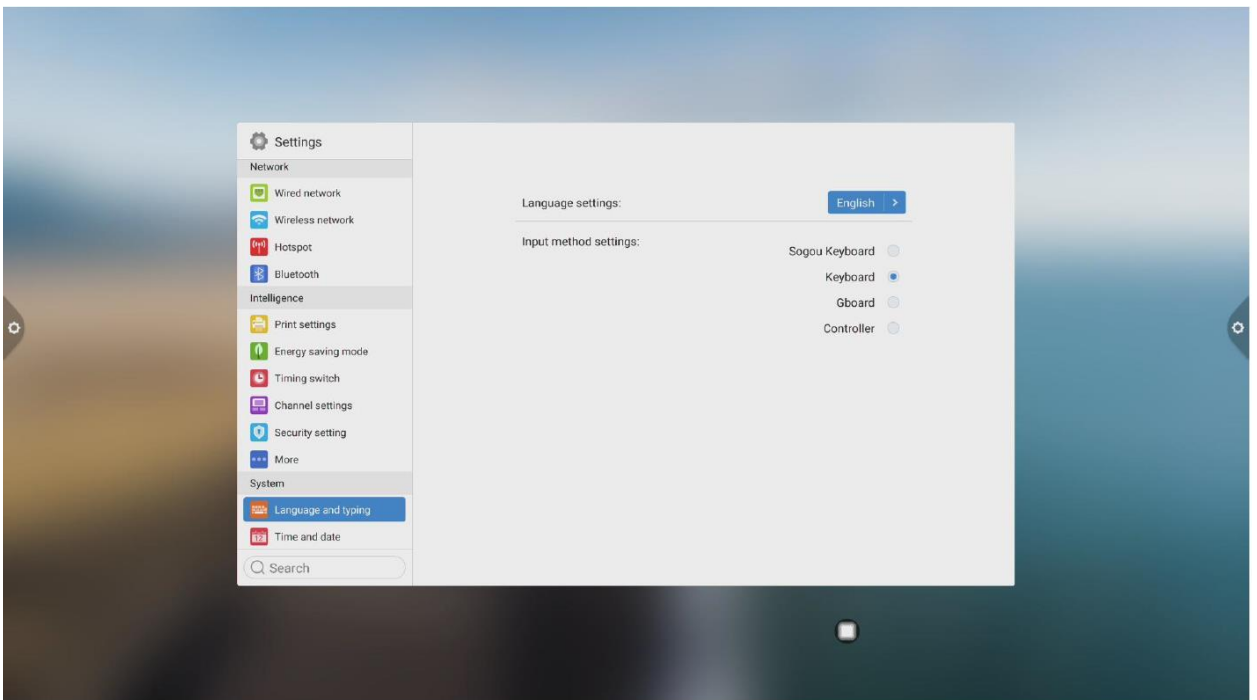 Settings
Network
Wired network
Wireless network
Hotspot
Bluetooth
Intelligence
Print settings
Energy saving mode
Timing switch
Channel settings
Security setting
More
System
Language and typing
12
Time and date
Search
Language settings:
English
Input method settings:
Sogou Keyboard
Keyboard
Gboard
Controller